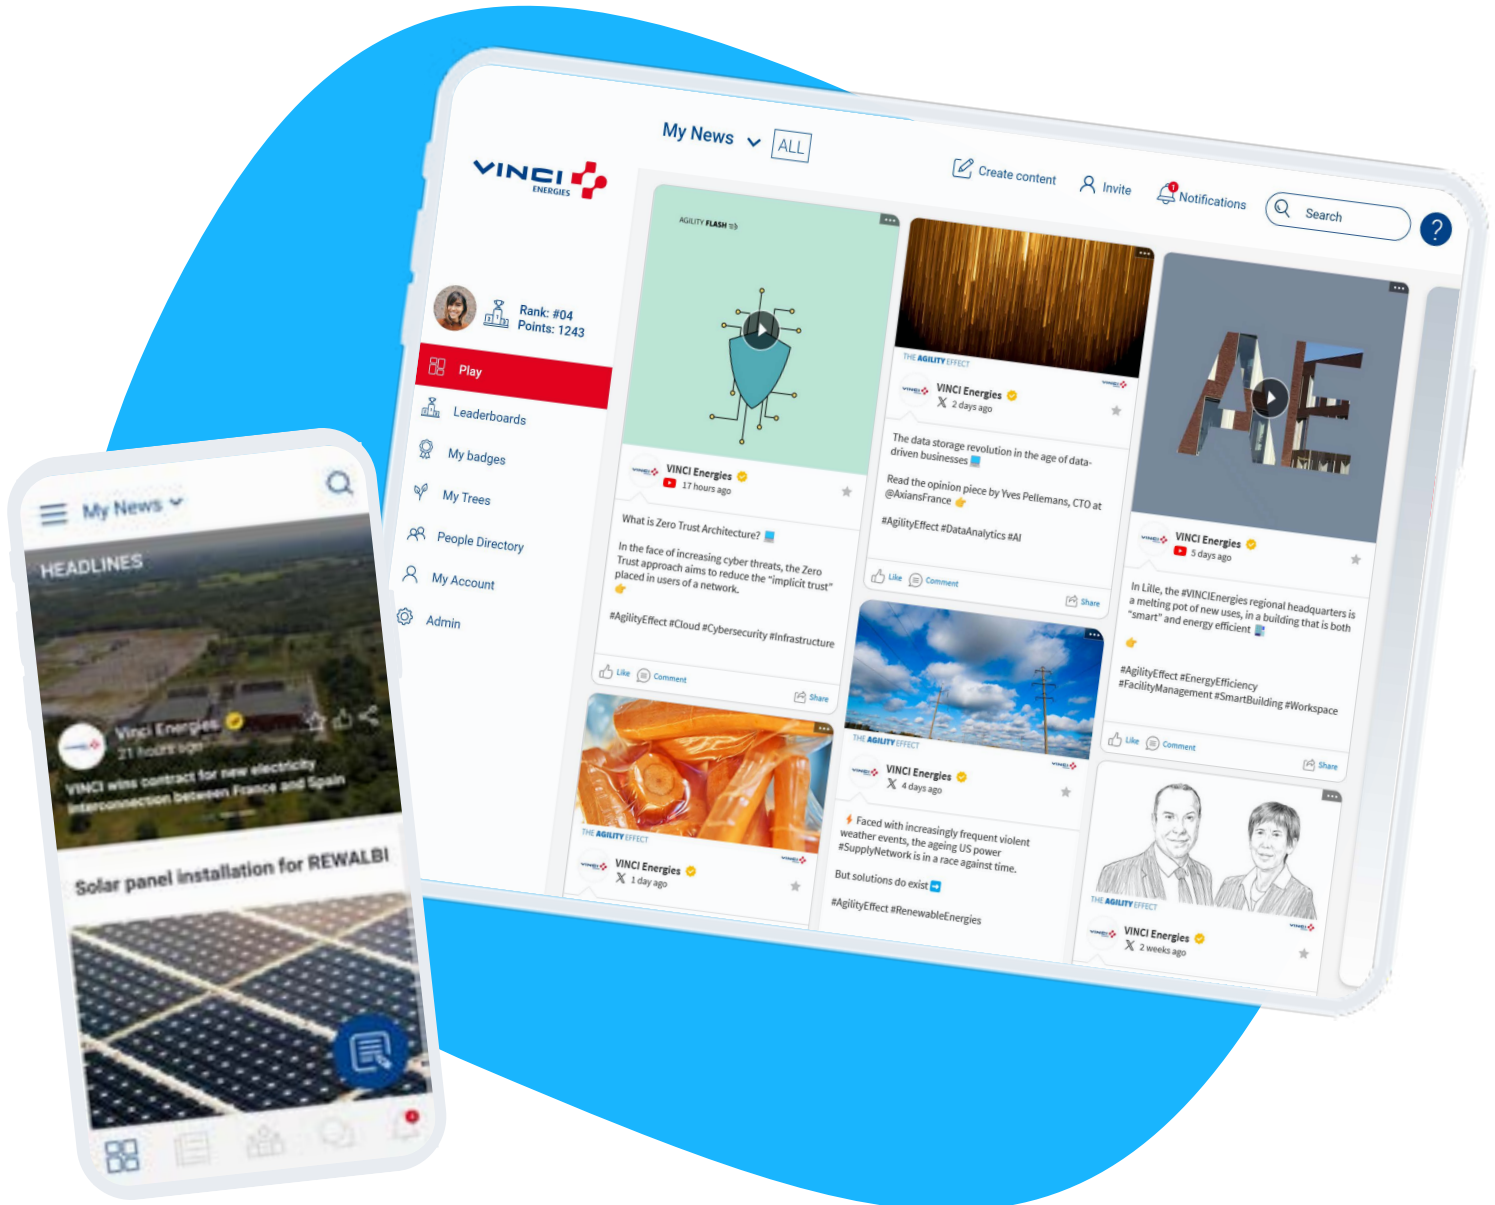 My News
ALL
Create content
Invite
1
Notifications
Search
?
VINCI
ENERGIES
Rank: #04
Points: 1243
Play
Leaderboards
My badges
My Trees
People Directory
My Account
Admin
AGILITY FLASH
VINCI Energies
17 hours ago
What is Zero Trust Architecture?
In the face of increasing cyber threats, the Zero
Trust approach aims to reduce the "implicit trust"
placed in users of a network.
#AgilityEffect #Cloud #Cybersecurity #Infrastructure
Like
Comment
Share
THE AGILITY EFFECT
VINCI
VINCI Energies
1 day ago
THE AGILITY EFFECT
VINCI
VINCI Energies
2 days ago
The data storage revolution in the age of data-
driven businesses
Read the opinion piece by Yves Pellemans, CTO at
@AxiansFrance
#AgilityEffect #DataAnalytics #AI
Like
Comment
Share
THE AGILITY EFFECT
VINCI
VINCI Energies
4 days ago
Faced with increasingly frequent violent
weather events, the ageing US power
#SupplyNetwork is in a race against time.
But solutions do exist
#AgilityEffect #RenewableEnergies
AE
VINCI Energies
5 days ago
In Lille, the #VINCIEnergies regional headquarters is
a melting pot of new uses, in a building that is both
"smart" and energy efficient
#AgilityEffect #EnergyEfficiency
#FacilityManagement #SmartBuilding #Workspace
Like
Comment
Share
THE AGILITY EFFECT
VINCI
VINCI Energies
2 weeks ago
My News
HEADLINES
Vinci Energies
21 hours ago
VINCI wins contract for new electricity
interconnection between France and Spain
Solar panel installation for REWALBI